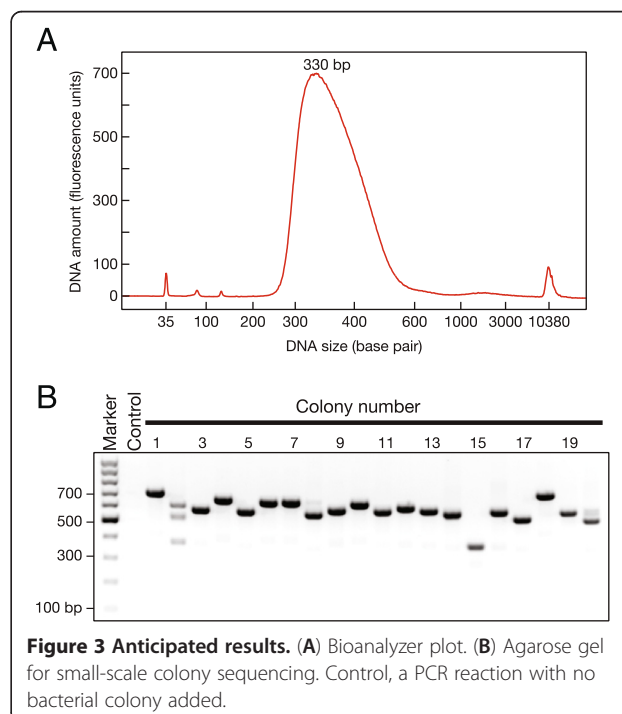 A
330 bp
DNA amount (fluorescence units)
700
500
300
100
0
35 100 200 300 400 600 1000 3000 10380
DNA size (base pair)
B
Marker
Control
Colony number
1 3 5 7 9 11 13 15 17 19
700
500
300
100 bp
Figure 3 Anticipated results. (A) Bioanalyzer plot. (B) Agarose gel
for small-scale colony sequencing. Control, a PCR reaction with no
bacterial colony added.